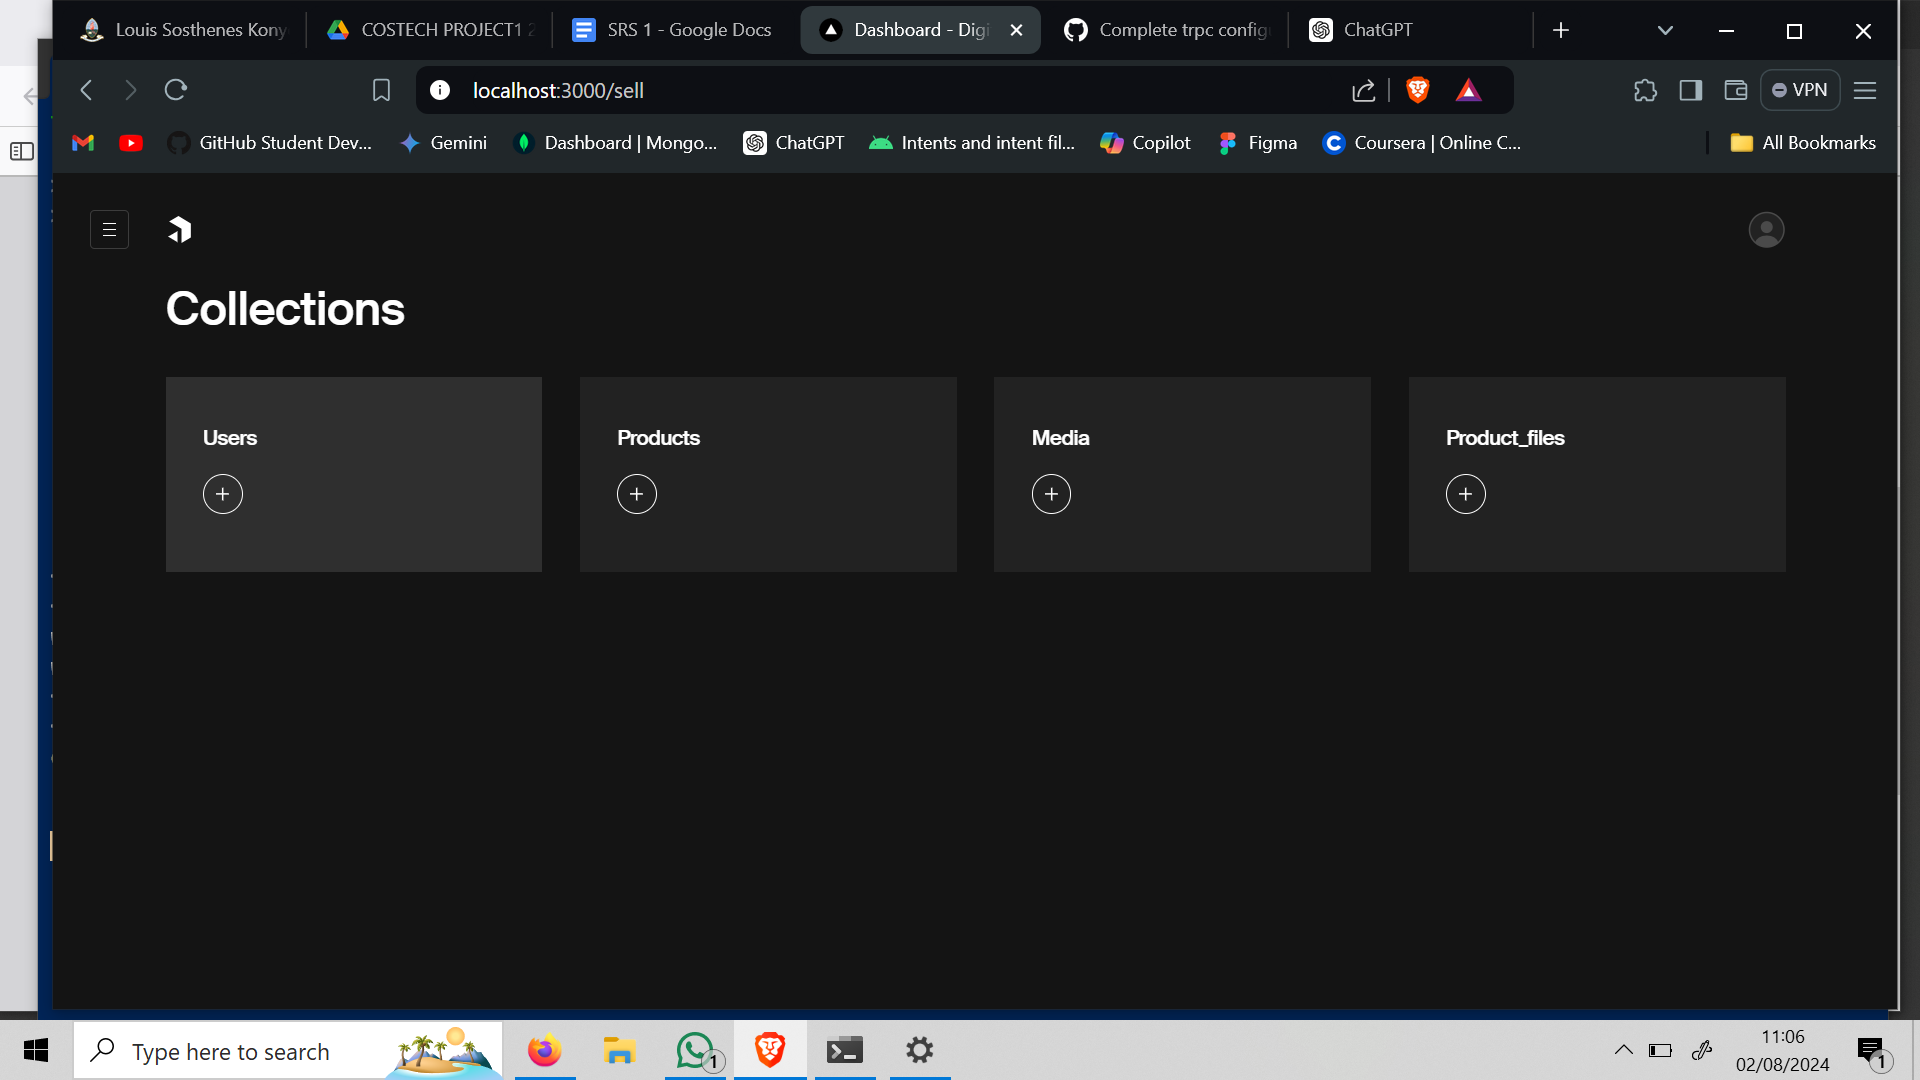 Louis Sosthenes Kony
COSTECH PROJECT1 2
SRS 1 - Google Docs
Dashboard - Digi
Complete trpc config
ChatGPT
localhost:3000/sell
VPN
GitHub Student Dev...
Gemini
Dashboard | Mongo...
ChatGPT
Intents and intent fil...
Copilot
Figma
Coursera | Online C...
All Bookmarks
Collections
Users
Products
Media
Product_files
Type here to search
1
11:06
02/08/2024
1